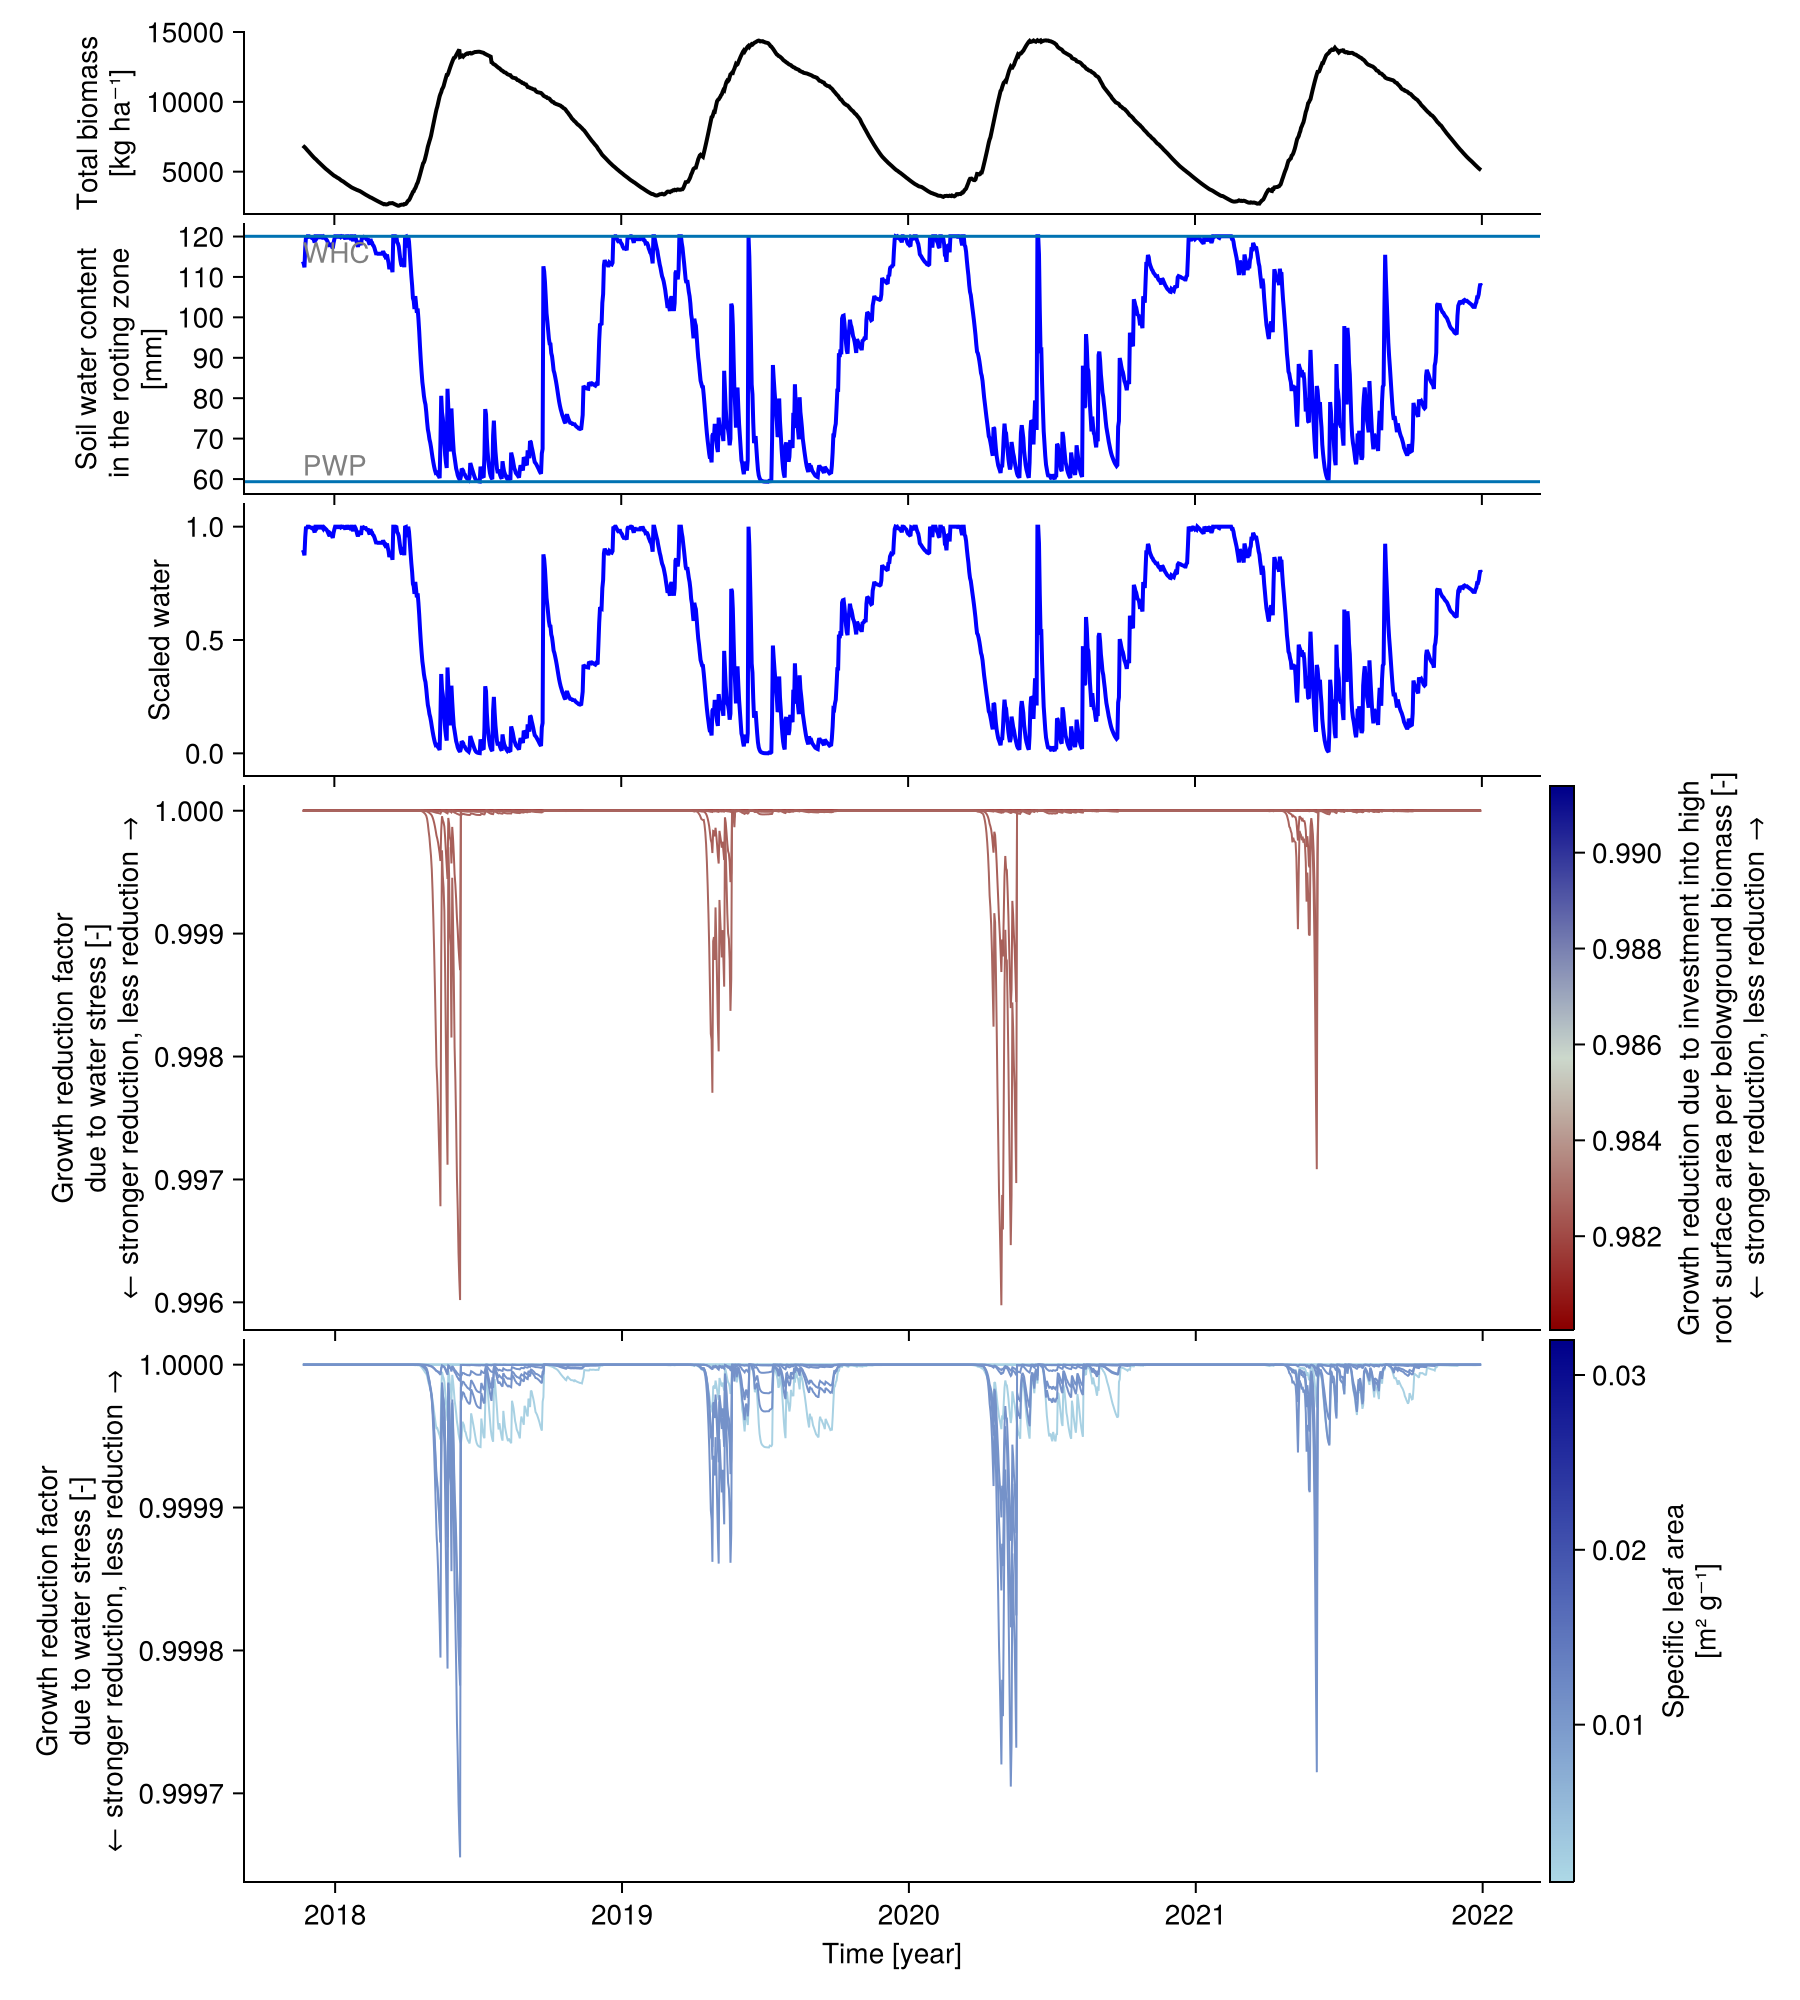 Total biomass
[kg ha⁻¹]
15000
10000
5000
Soil water content
in the rooting zone
[mm]
120
110
100
90
80
70
60
WHC
PWP
Scaled water
1.0
0.5
0.0
Growth reduction factor
due to water stress [-]
← stronger reduction, less reduction →
1.000
0.999
0.998
0.997
0.996
0.990
0.988
0.986
0.984
0.982
Growth reduction due to investment into high
root surface area per belowground biomass [-]
← stronger reduction, less reduction →
Growth reduction factor
due to water stress [-]
← stronger reduction, less reduction →
1.0000
0.9999
0.9998
0.9997
0.03
0.02
0.01
Specific leaf area
[m² g⁻¹]
2018
2019
2020
2021
2022
Time [year]